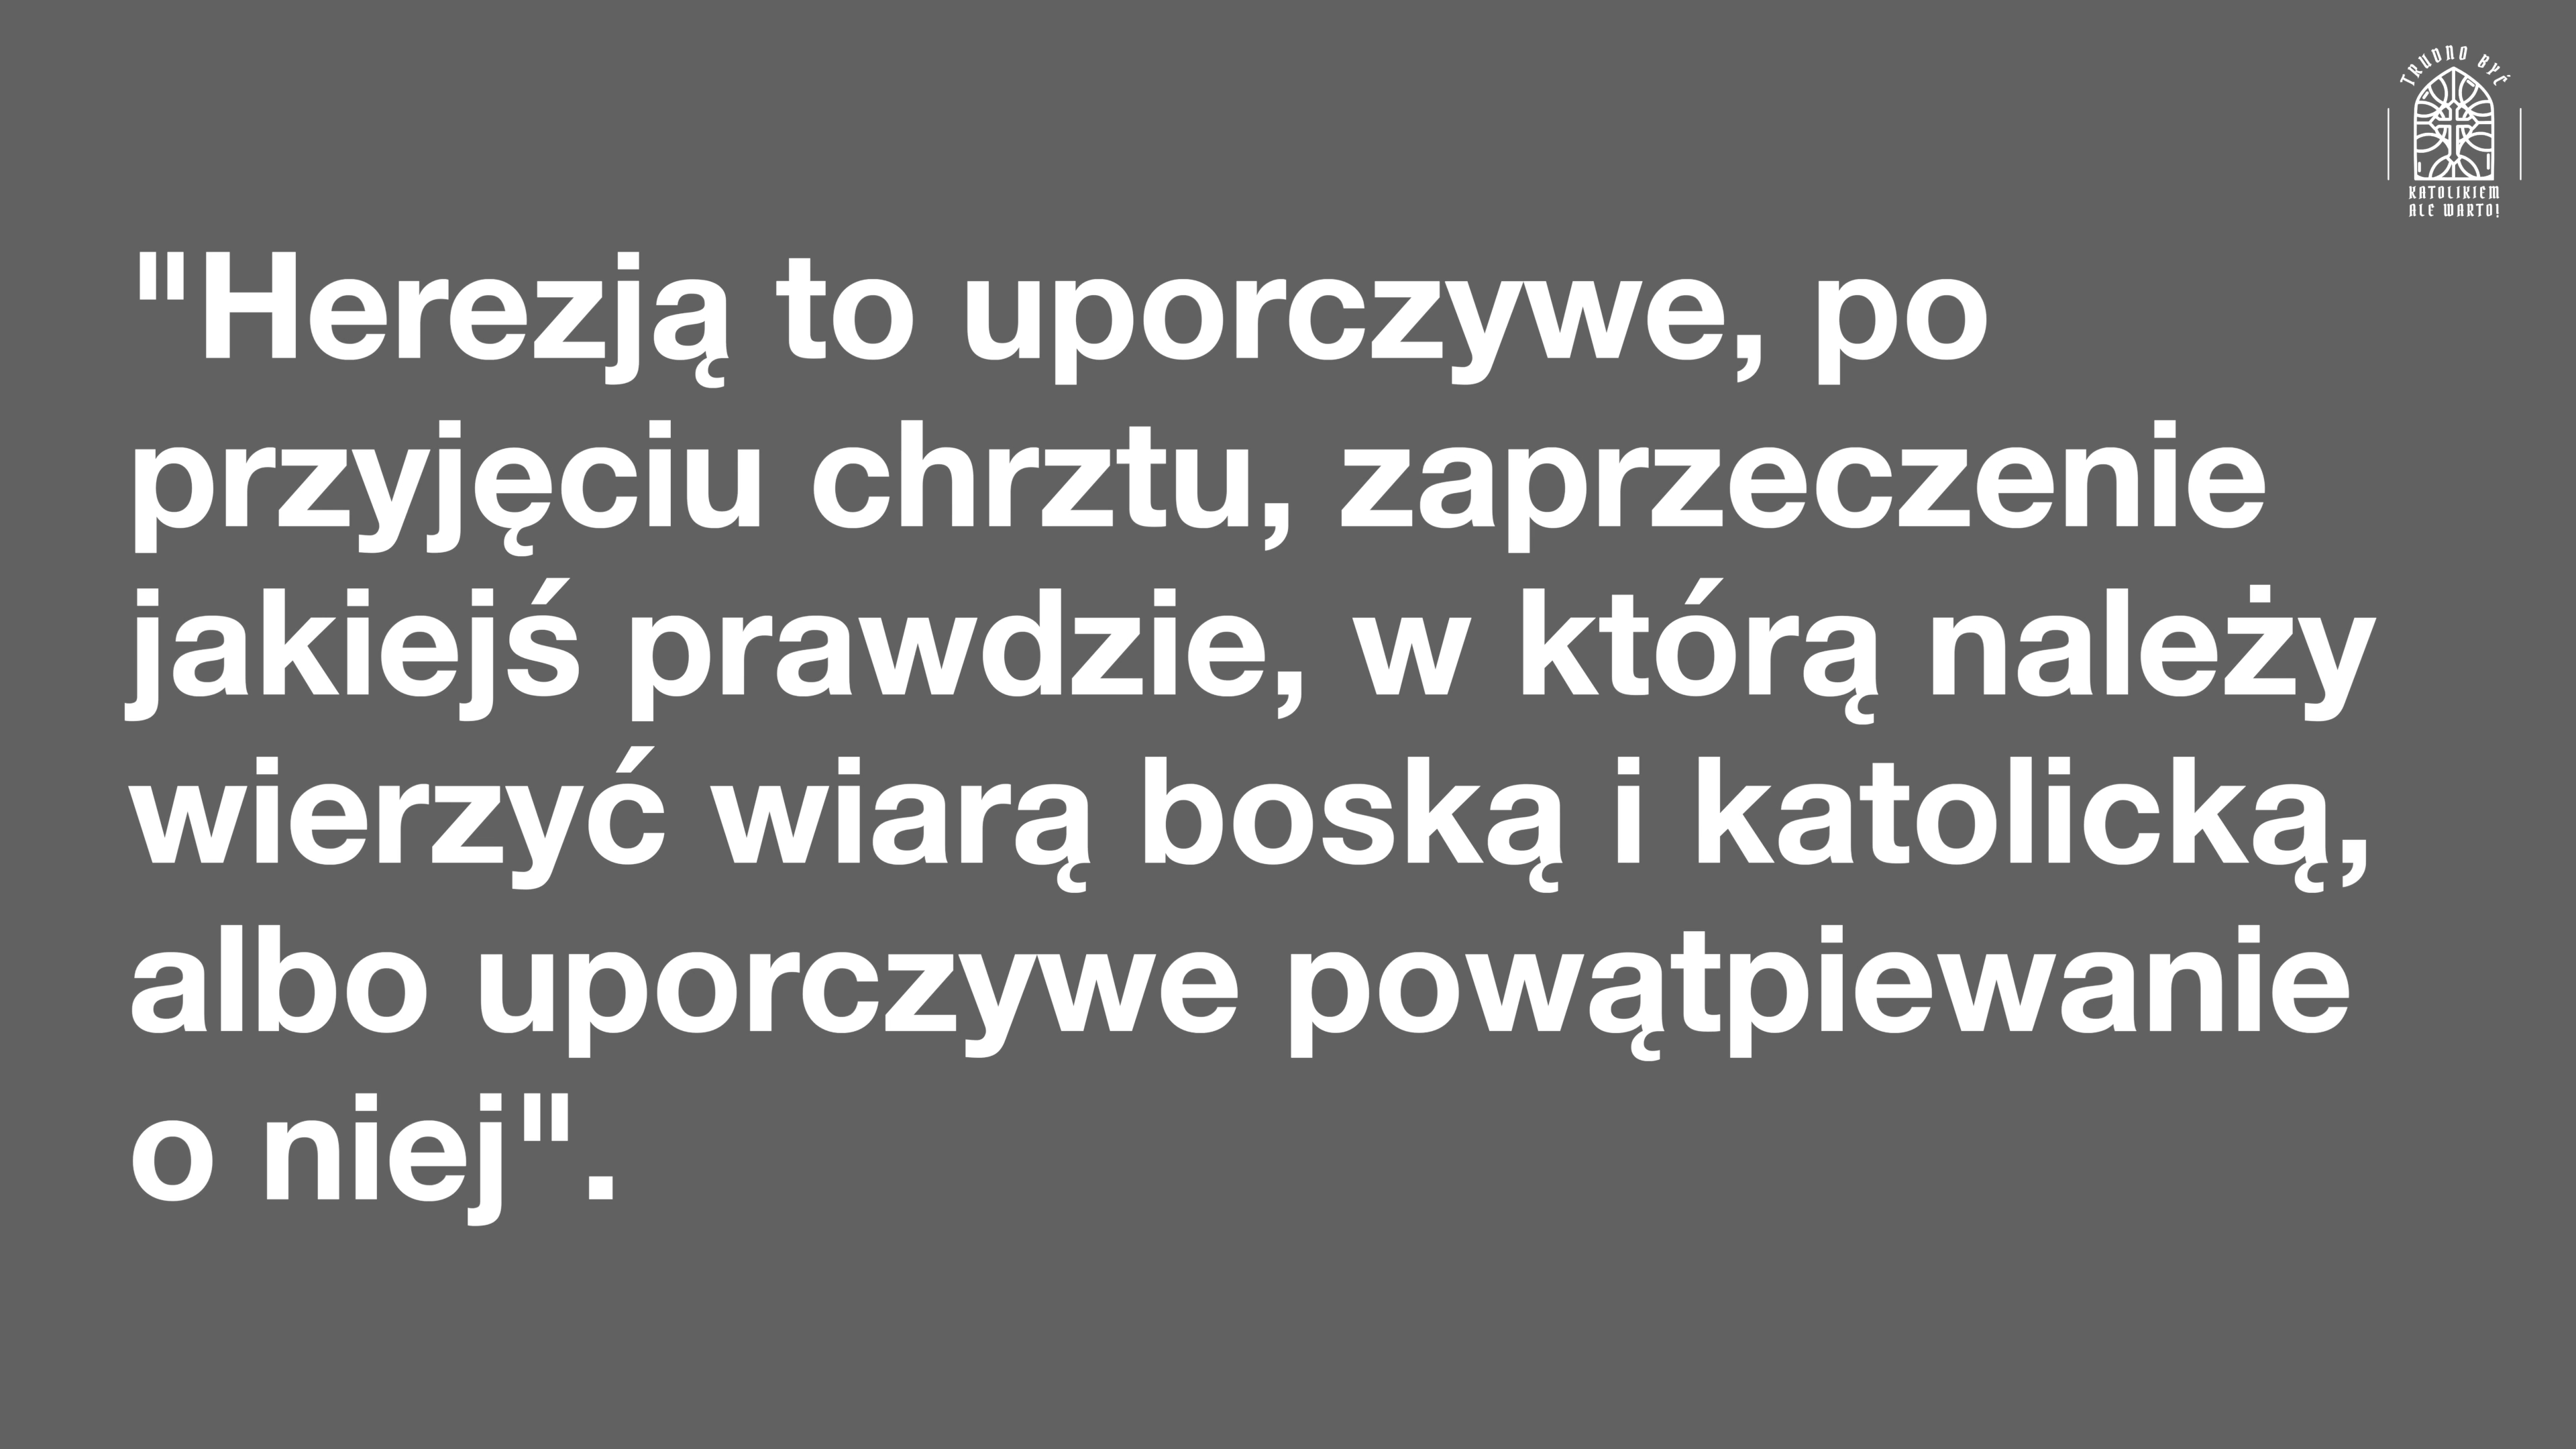 TRUDNO BYĆ
KATOLIKIEM
ALE WARTO!
"Herezją to uporczywe, po
przyjęciu chrztu, zaprzeczenie
jakiejś prawdzie, w którą należy
wierzyć wiarą boską i katolicką,
albo uporczywe powątpiewanie
o niej".